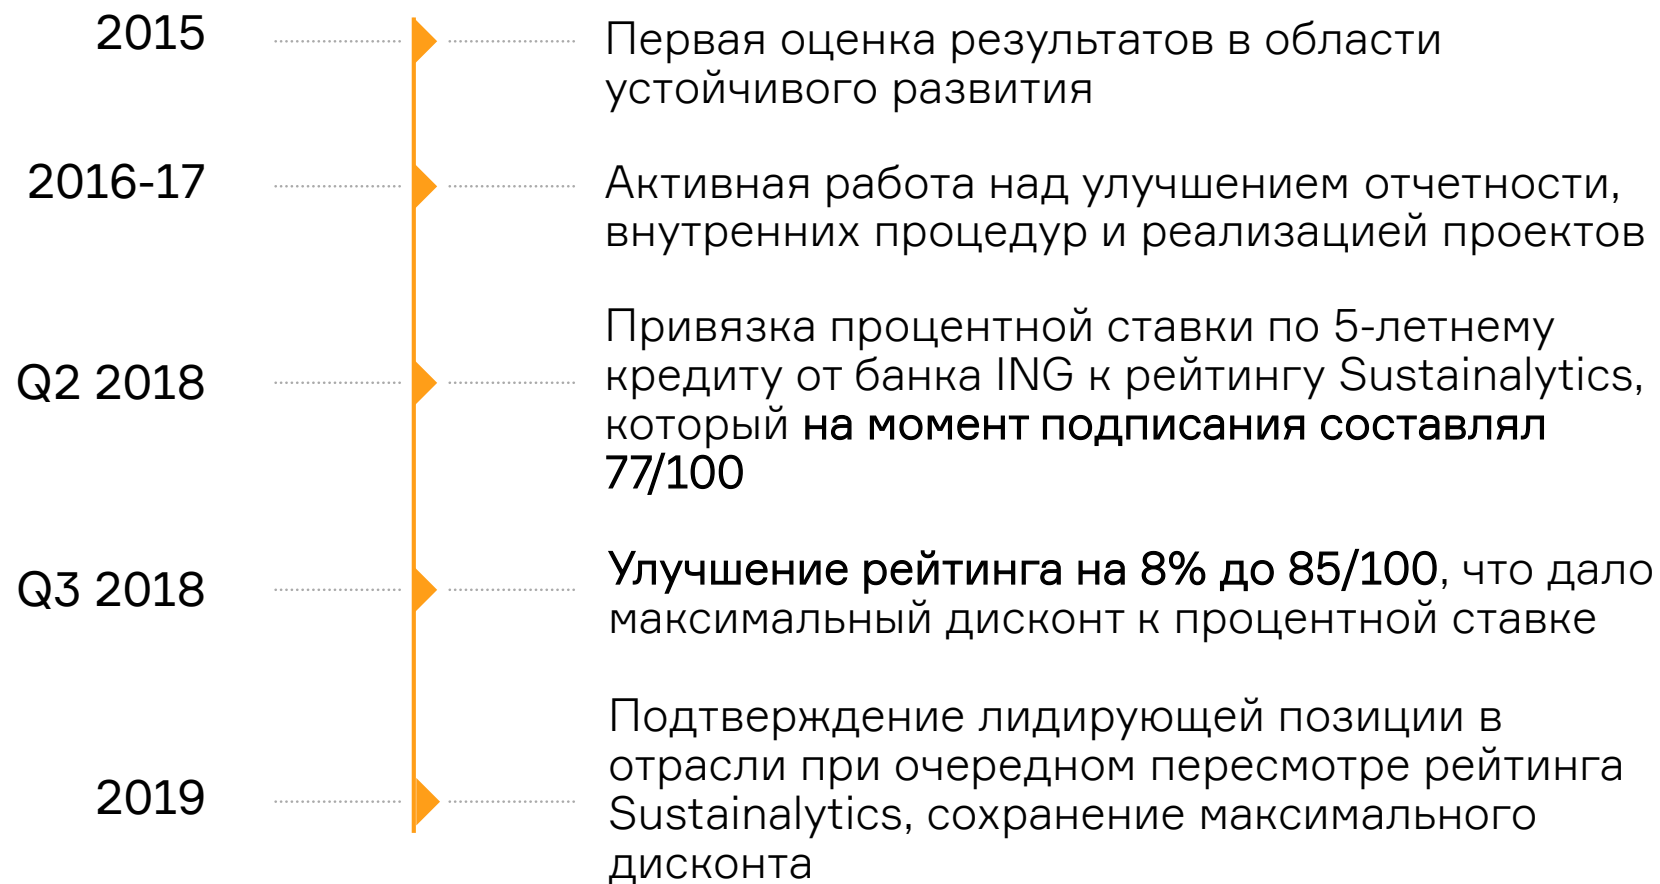 2015
Первая оценка результатов в области
устойчивого развития
2016-17
Активная работа над улучшением отчетности,
внутренних процедур и реализацией проектов
Q2 2018
Привязка процентной ставки по 5-летнему
кредиту от банка ING к рейтингу Sustainalytics,
который на момент подписания составлял
77/100
Q3 2018
Улучшение рейтинга на 8% до 85/100, что дало
максимальный дисконт к процентной ставке
2019
Подтверждение лидирующей позиции в
отрасли при очередном пересмотре рейтинга
Sustainalytics, сохранение максимального
дисконта